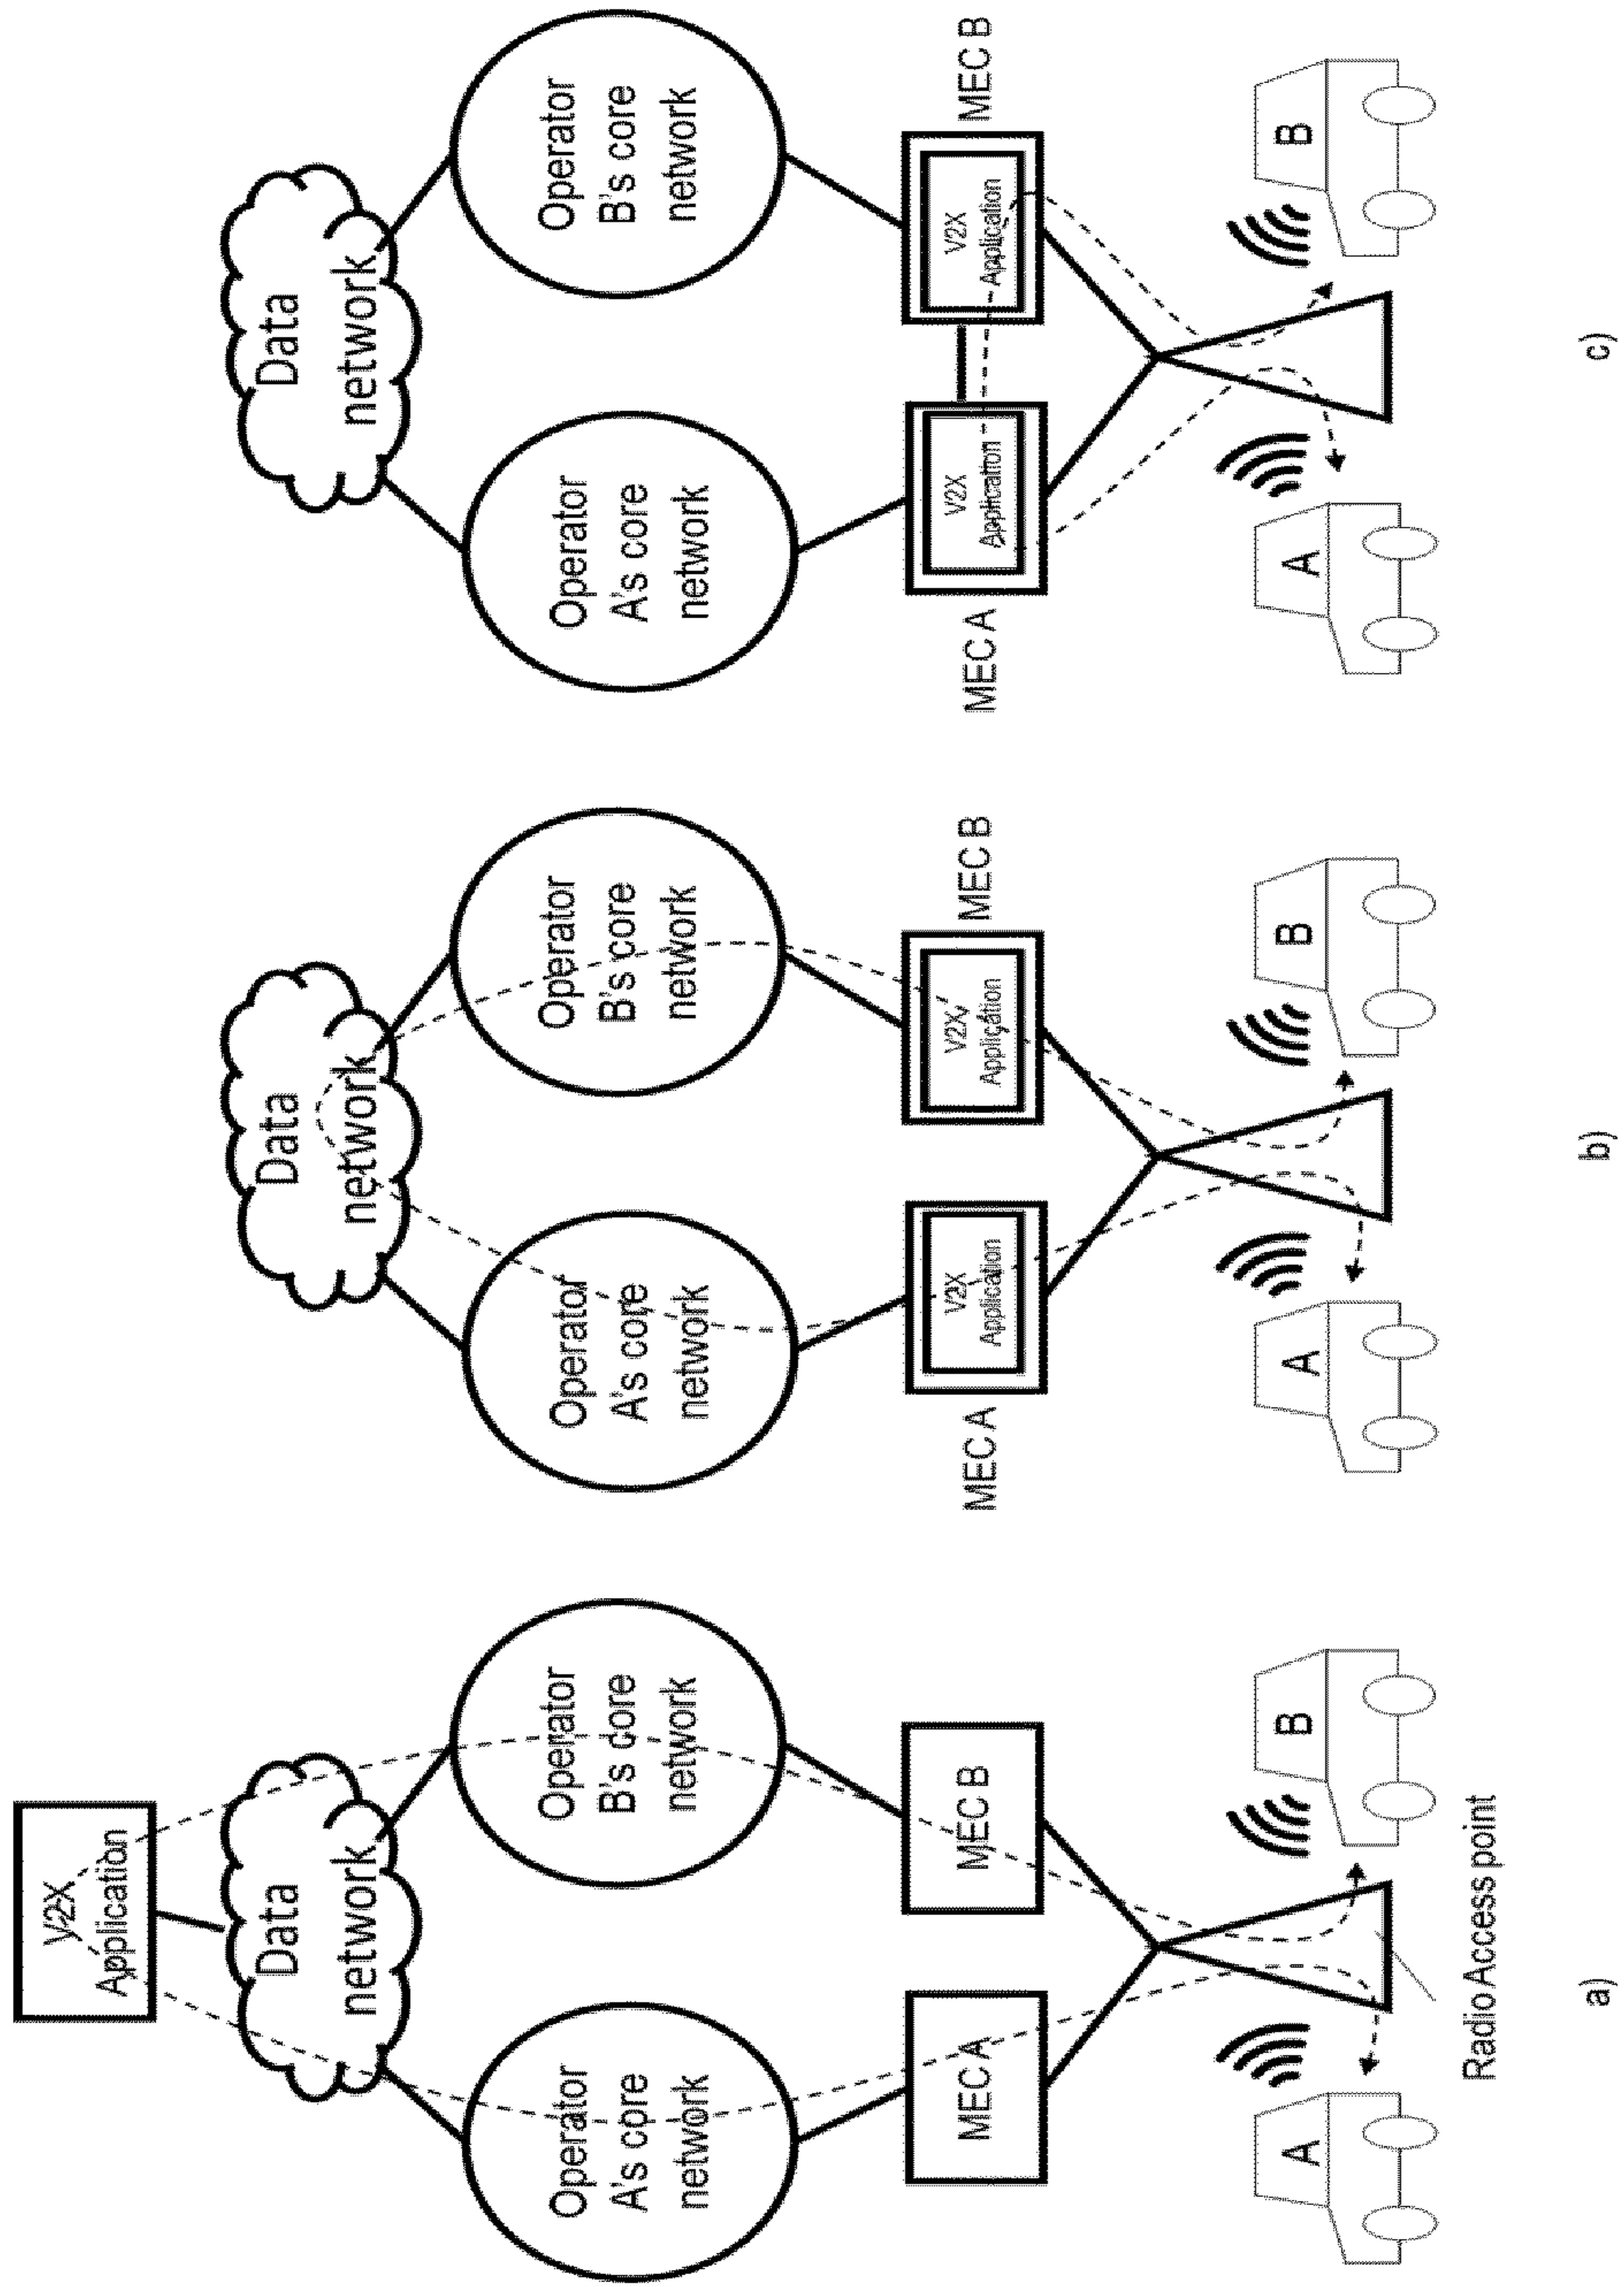 V2X
Application
Data
network
Operator
A's core
network
Operator
B's core
network
MEC A
MEC B
A
B
Radio Access point
a)
Data
network
Operator
A's core
network
Operator
B's core
network
MEC A
V2X
Application
V2X
Application
MEC B
A
B
b)
Data
network
Operator
A's core
network
Operator
B's core
network
MEC A
V2X
Application
V2X
Application
MEC B
A
B
c)